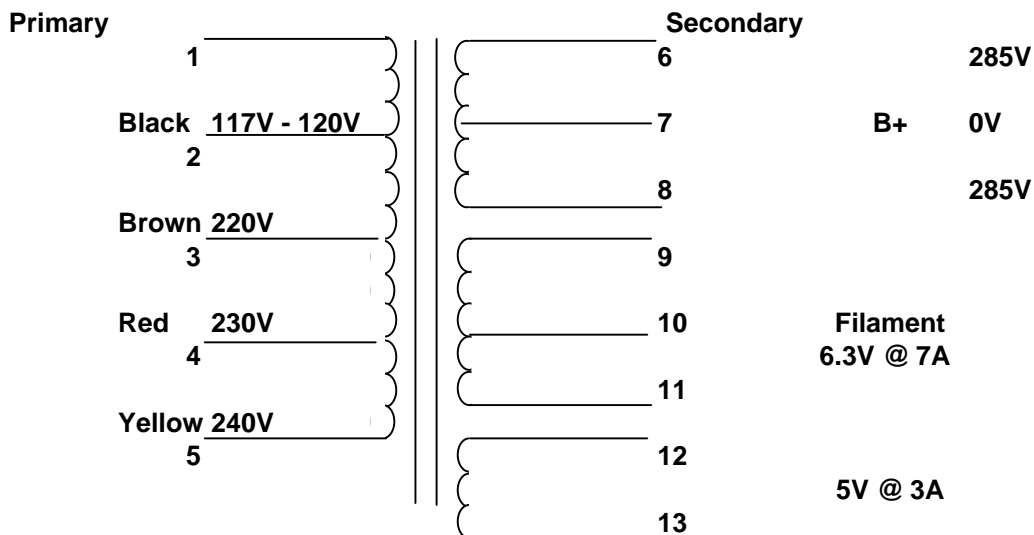 Primary Secondary
1 6 285V
Black 117V - 120V 7 B+ 0V
2
8 285V
Brown 220V
3 9
Red 230V 10 Filament
4 6.3V @ 7A
11
Yellow 240V
5 12
5V @ 3A
13